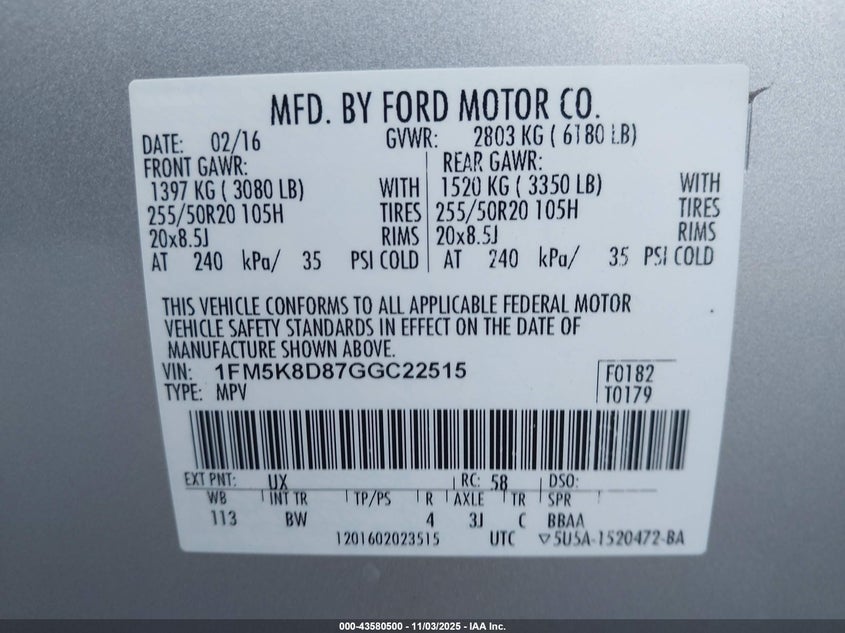 MFD. BY FORD MOTOR CO.
DATE: 02/16 GVWR: 2803 KG ( 6180 LB)
FRONT GAWR: REAR GAWR:
1397 KG ( 3080 LB) WITH 1520 KG ( 3350 LB) WITH
255/50R20 105H TIRES 255/50R20 105H TIRES
20x8.5J RIMS 20x8.5J RIMS
AT 240 kPa/ 35 PSI COLD AT 240 kPa/ 35 PSI COLD
THIS VEHICLE CONFORMS TO ALL APPLICABLE FEDERAL MOTOR
VEHICLE SAFETY STANDARDS IN EFFECT ON THE DATE OF
MANUFACTURE SHOWN ABOVE.
VIN: 1FM5K8D87GGC22515 F0182
TYPE: MPV T0179
EXT PNT: UX RC: 58 DSO:
WB INT TR TP/PS R AXLE TR SPR
113 BW 4 3J C BBAA
1201602023515 UTC ▽5U5A-1520472-BA
000-43580500 - 11/03/2025 - IAA Inc.